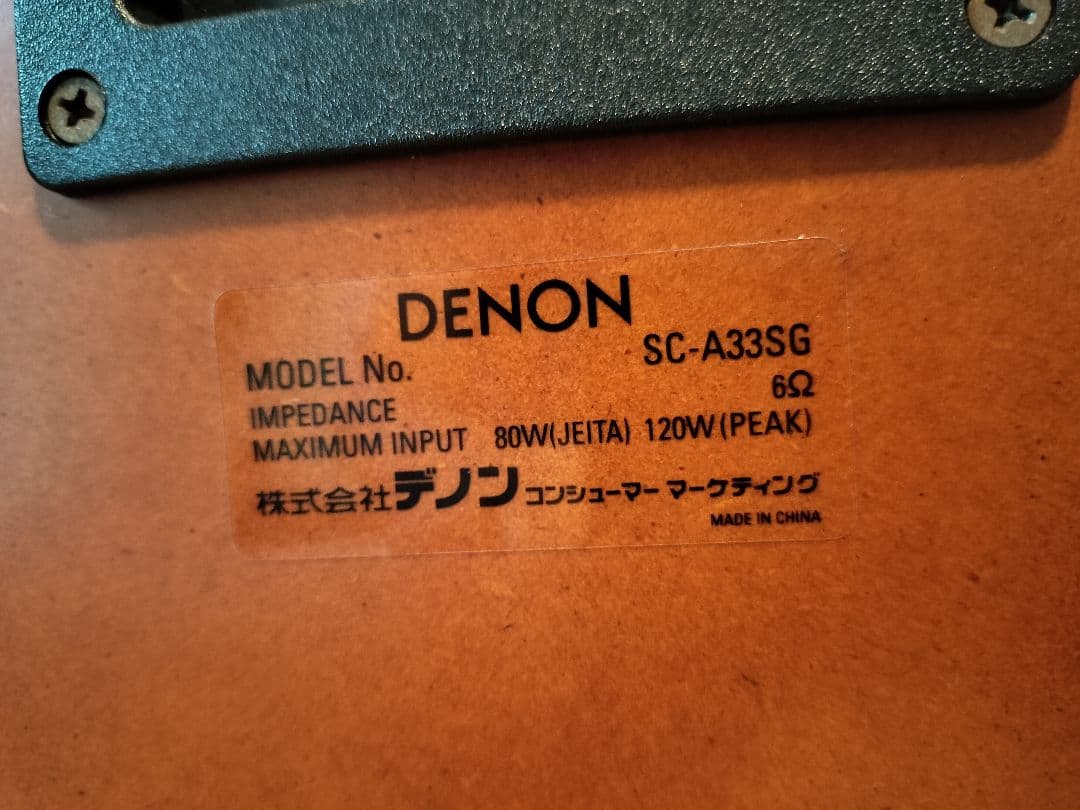 DENON
MODEL No. SC-A33SG
IMPEDANCE 6Ω
MAXIMUM INPUT 80W(JEITA) 120W(PEAK)
株式会社デノン コンシューマー マーケティング
MADE IN CHINA